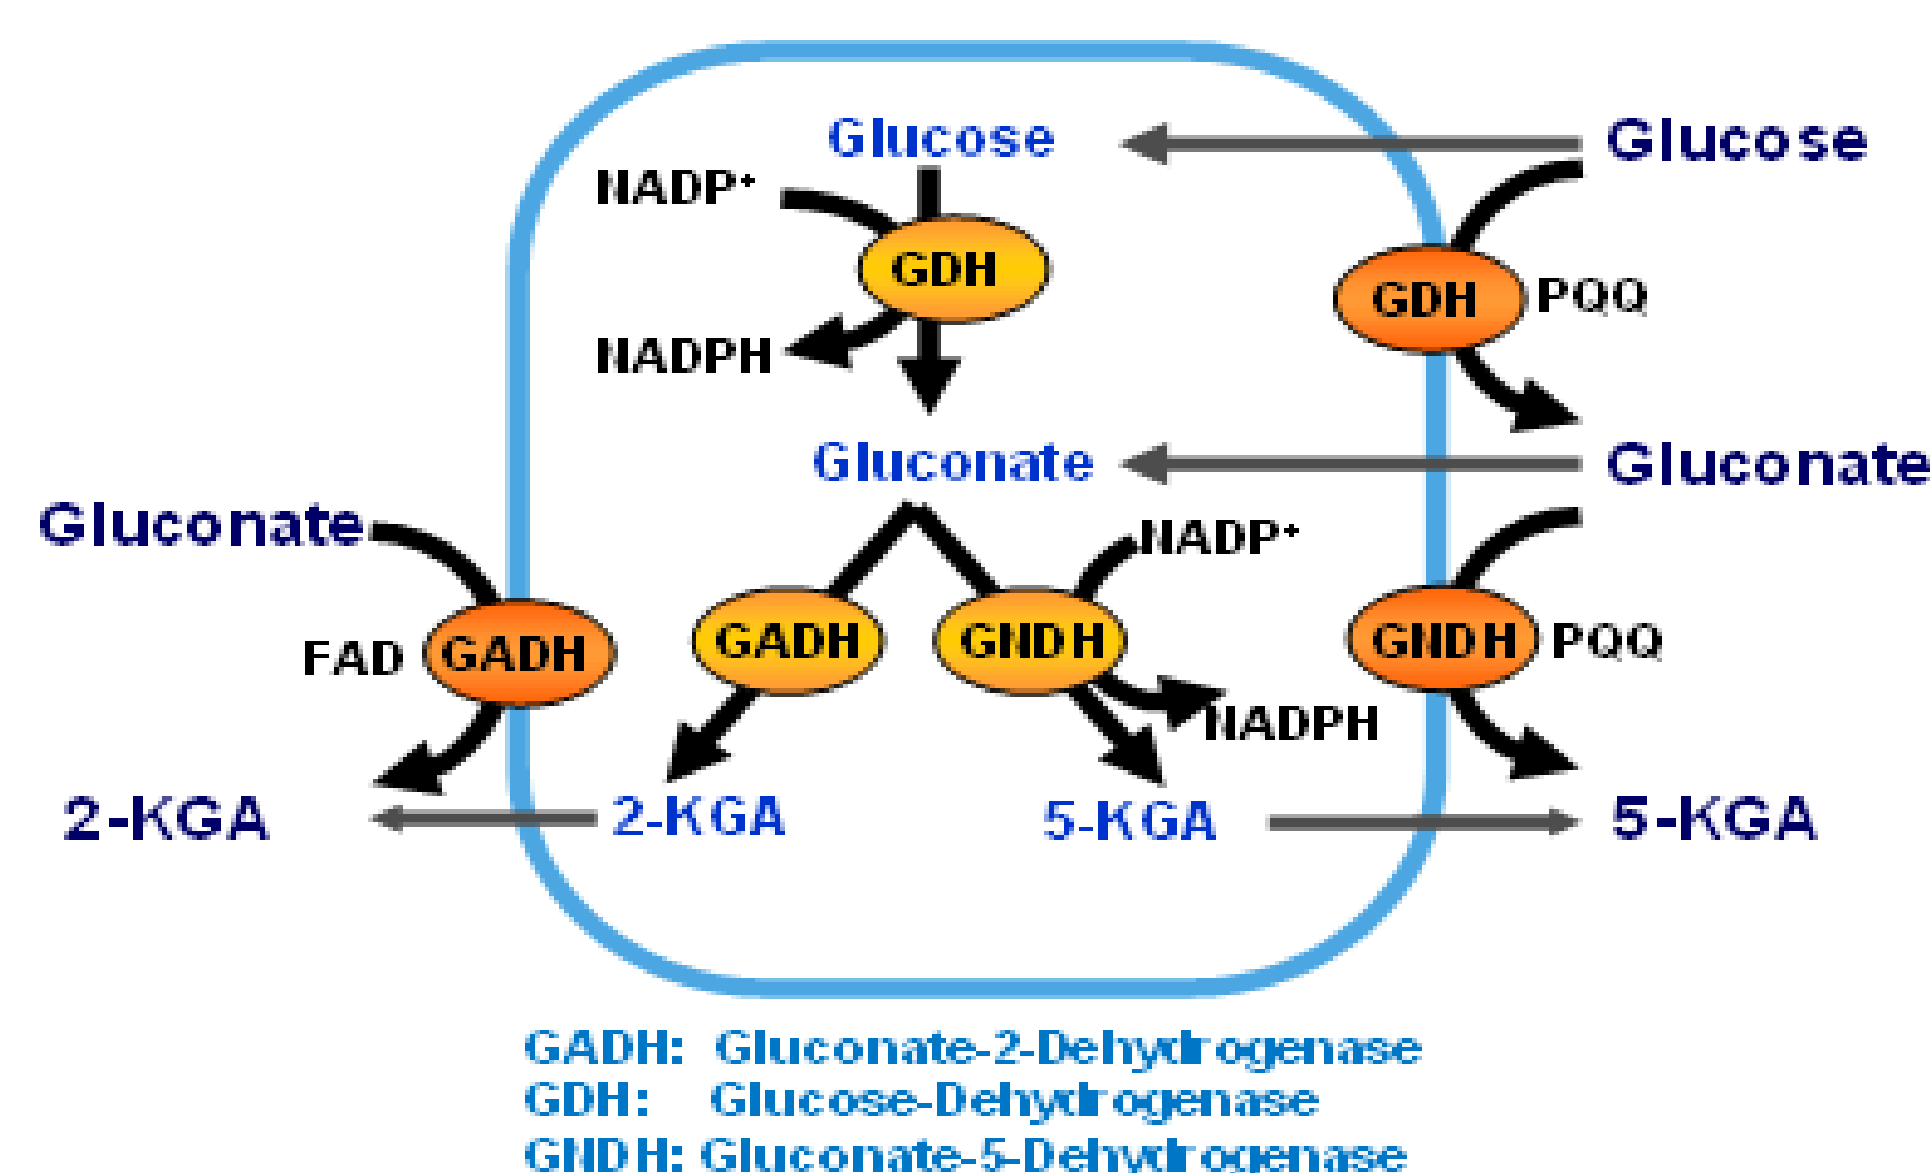 Glucose
Glucose
NADP+
GDH
GDH
PQQ
NADPH
Gluconate
Gluconate
Gluconate
NADP+
FAD
GADH
GADH
GNDH
GNDH
PQQ
NADPH
2-KGA
2-KGA
5-KGA
5-KGA
GADH: Gluconate-2-Dehydrogenase
GDH: Glucose-Dehydrogenase
GNDH: Gluconate-5-Dehydrogenase